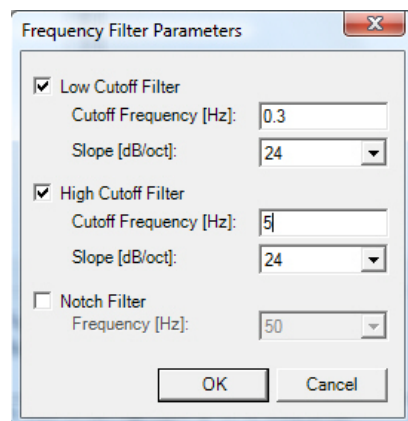 Frequency Filter Parameters
Low Cutoff Filter
Cutoff Frequency [Hz]: 0.3
Slope [dB/oct]: 24
High Cutoff Filter
Cutoff Frequency [Hz]: 5
Slope [dB/oct]: 24
Notch Filter
Frequency [Hz]: 50
OK Cancel